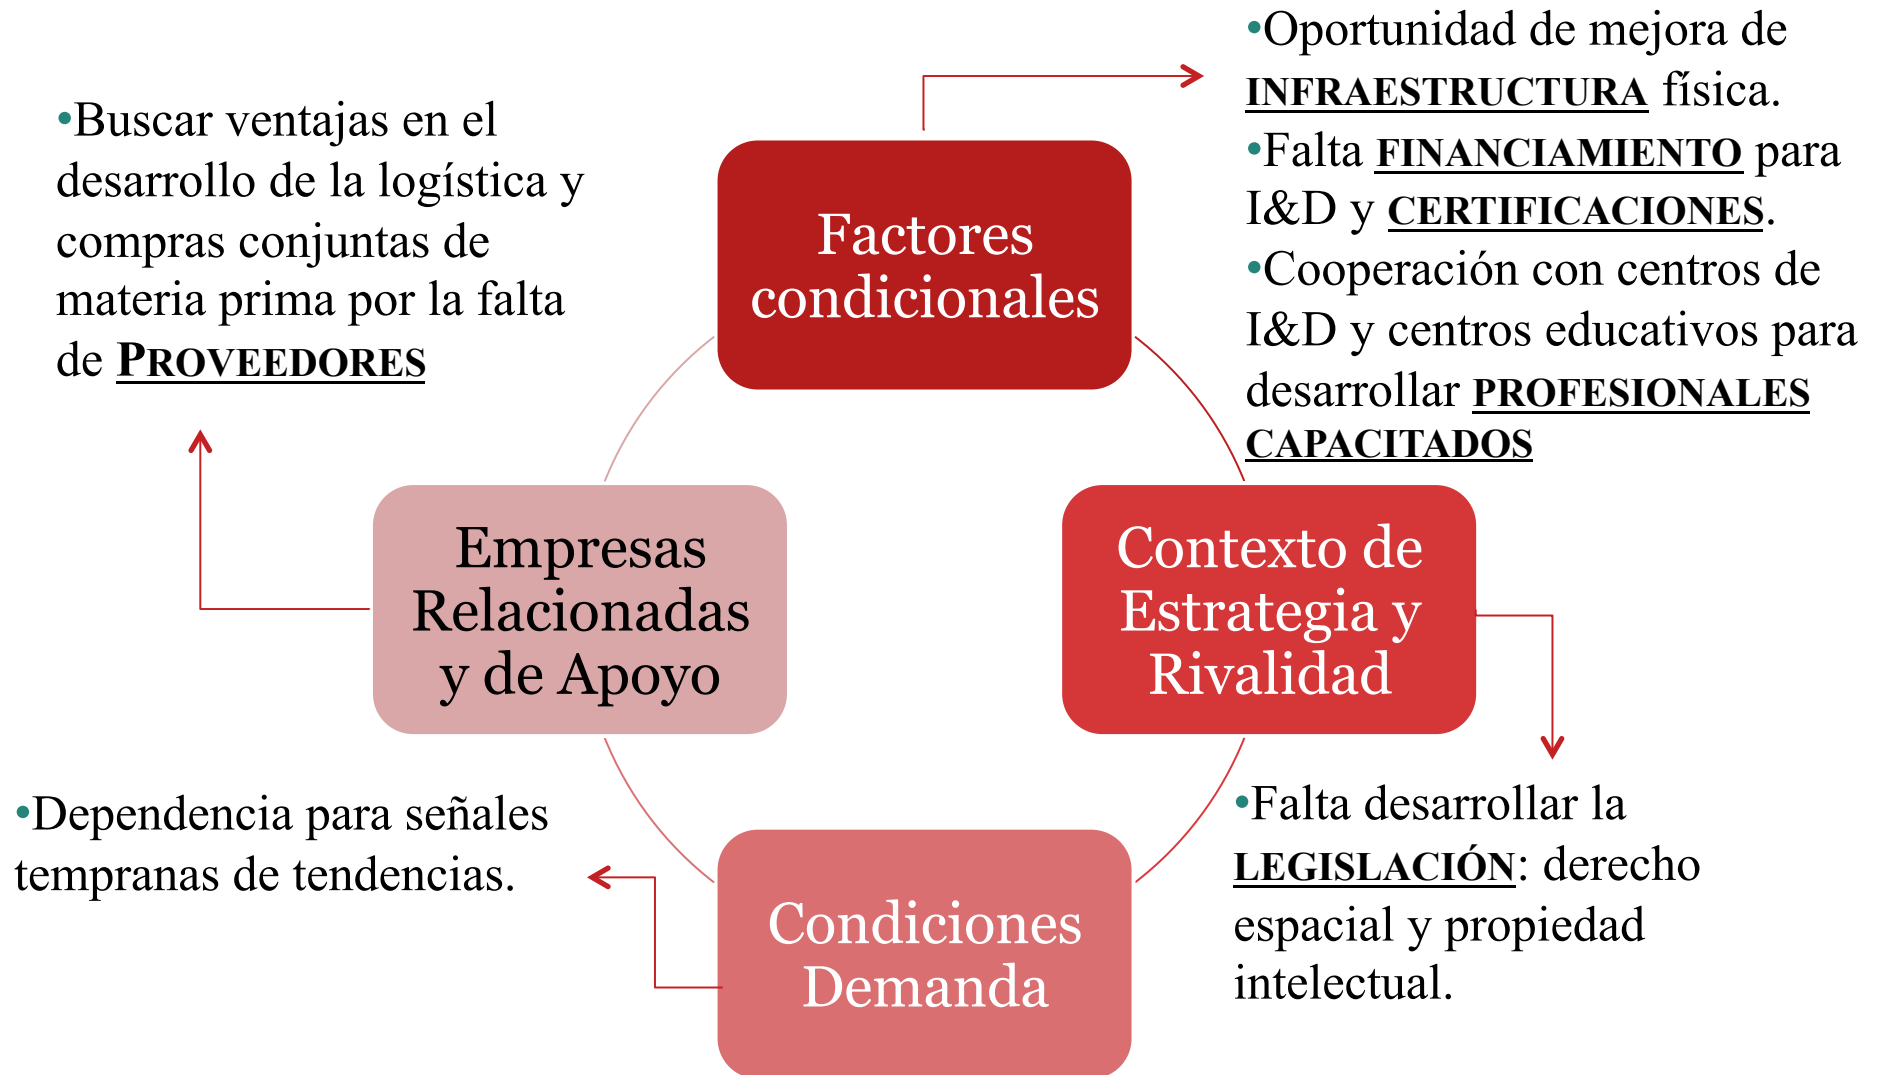 •Oportunidad de mejora de
INFRAESTRUCTURA física.
•Falta FINANCIAMIENTO para
I&D y CERTIFICACIONES.
•Cooperación con centros de
I&D y centros educativos para
desarrollar PROFESIONALES
CAPACITADOS
•Buscar ventajas en el
desarrollo de la logística y
compras conjuntas de
materia prima por la falta
de PROVEEDORES
Factores
condicionales
Empresas
Relacionadas
y de Apoyo
Contexto de
Estrategia y
Rivalidad
•Dependencia para señales
tempranas de tendencias.
Condiciones
Demanda
•Falta desarrollar la
LEGISLACIÓN: derecho
espacial y propiedad
intelectual.